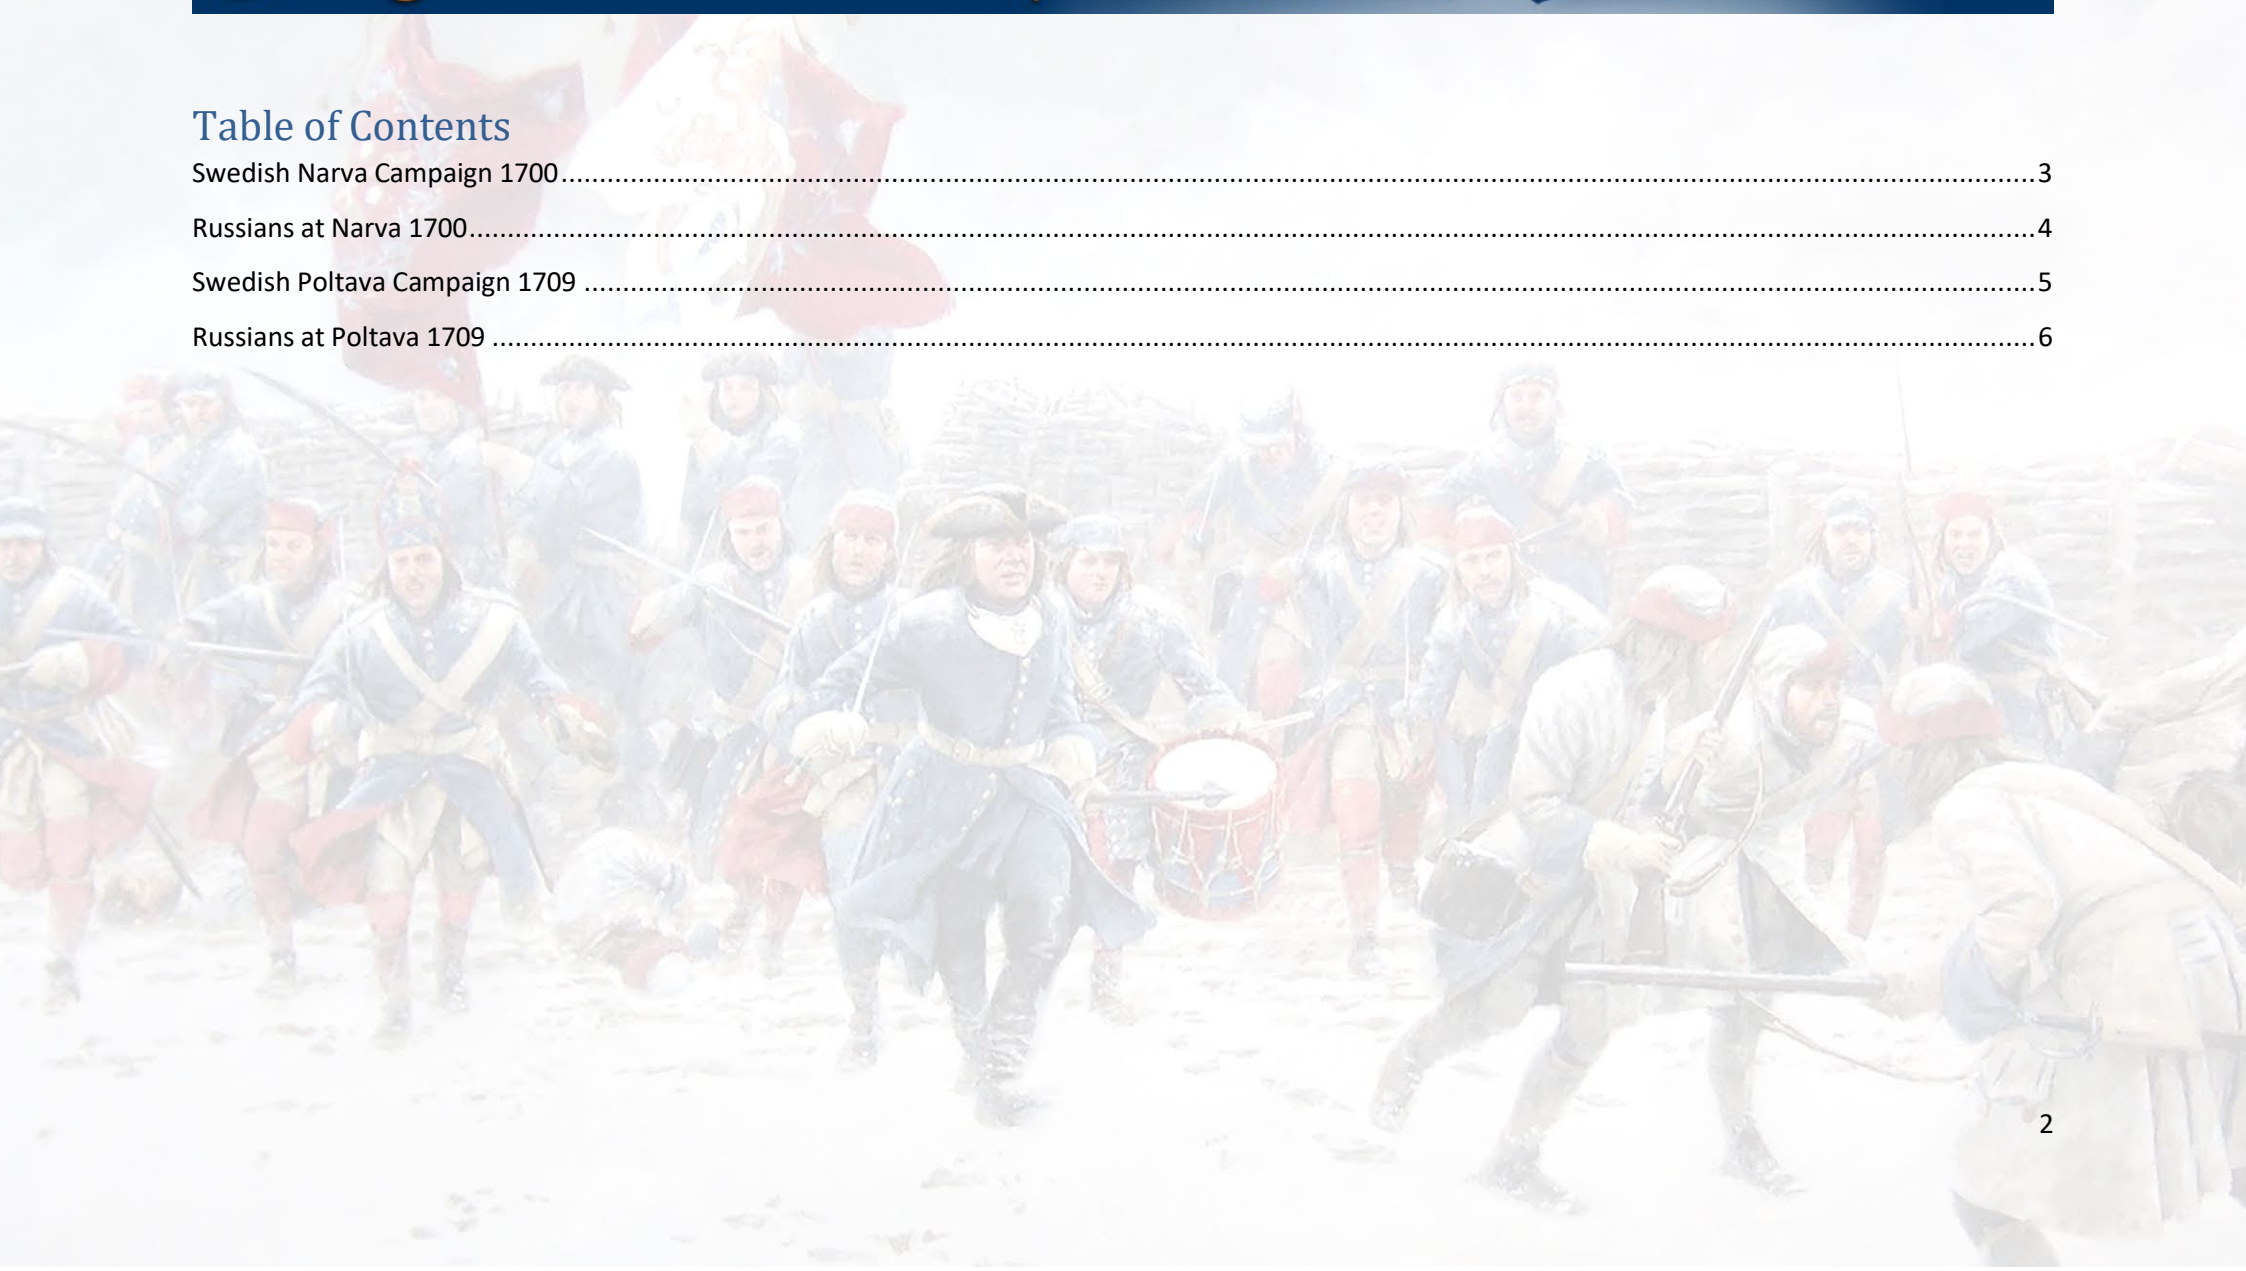 Table of Contents
Swedish Narva Campaign 1700 ........ 3
Russians at Narva 1700 ........ 4
Swedish Poltava Campaign 1709 ........ 5
Russians at Poltava 1709 ........ 6
2